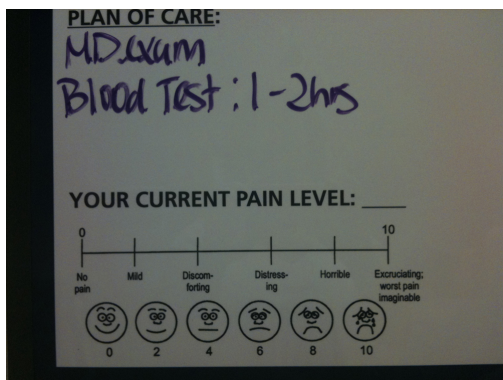 PLAN OF CARE:
MD.exam
Blood Test: 1-2hrs
YOUR CURRENT PAIN LEVEL: ____
0 10
No pain Mild Discom-forting Distress-ing Horrible Excruciating; worst pain imaginable
0 2 4 6 8 10